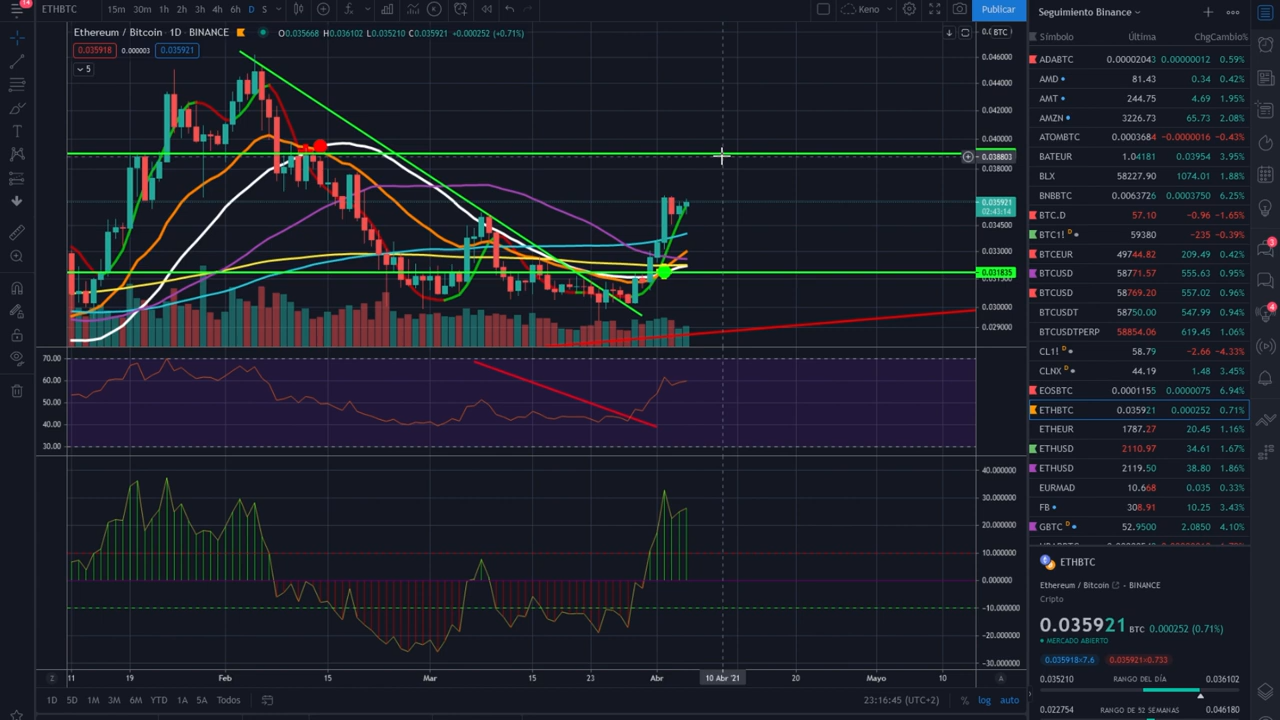 14
ETHBTC
15m 30m 1h 2h 3h 4h 6h D S
Keno
Publicar
Ethereum / Bitcoin · 1D · BINANCE
O0.035668 H0.036102 L0.035210 C0.035921 +0.000252 (+0.71%)
0.035918 0.000003 0.035921
5
BTC
0.046000
0.044000
0.042000
0.040000
0.038803
0.038000
0.035921
02:43:14
0.034500
0.033000
0.031835
0.030000
0.029000
70.00
60.00
50.00
40.00
30.00
40.000000
30.000000
20.000000
10.000000
0.000000
-10.000000
-20.000000
-30.000000
Z 11 19 Feb 15 Mar 15 23 Abr 10 Abr '21 20 Mayo 10 A
1D 5D 1M 3M 6M YTD 1A 5A Todos
23:16:45 (UTC+2) % log auto
Seguimiento Binance
Símbolo Última Chg Cambio%
ADABTC 0.00002043 0.00000012 0.59%
AMD 81.43 0.34 0.42%
AMT 244.75 4.69 1.95%
AMZN D 3226.73 65.73 2.08%
ATOMBTC 0.0003684 -0.0000016 -0.43%
BATEUR 1.04181 0.03954 3.95%
BLX 58227.90 1074.01 1.88%
BNBBTC 0.0063726 0.0003750 6.25%
BTC.D 57.10 -0.96 -1.65%
BTC1! D 59380 -235 -0.39%
BTCEUR 49744.82 209.49 0.42%
BTCUSD 58771.57 555.63 0.95%
BTCUSD 58769.20 557.02 0.96%
BTCUSDT 58750.00 547.99 0.94%
BTCUSDTPERP 58854.06 619.45 1.06%
CL1! D 58.79 -2.66 -4.33%
CLNX D 44.19 1.48 3.45%
EOSBTC 0.0001155 0.0000075 6.94%
ETHBTC 0.035921 0.000252 0.71%
ETHEUR 1787.27 20.45 1.16%
ETHUSD 2110.97 34.61 1.67%
ETHUSD 2119.50 38.80 1.86%
EURMAD 10.668 0.035 0.33%
FB 308.91 10.25 3.43%
GBTC D 52.9500 2.0850 4.10%
ETHBTC
Ethereum / Bitcoin · BINANCE
Cripto
0.035921 BTC 0.000252 (0.71%)
MERCADO ABIERTO
0.035918×7.6 0.035921×0.733
0.035210 RANGO DEL DÍA 0.036102
0.022754 RANGO DE 52 SEMANAS 0.046180
3
4